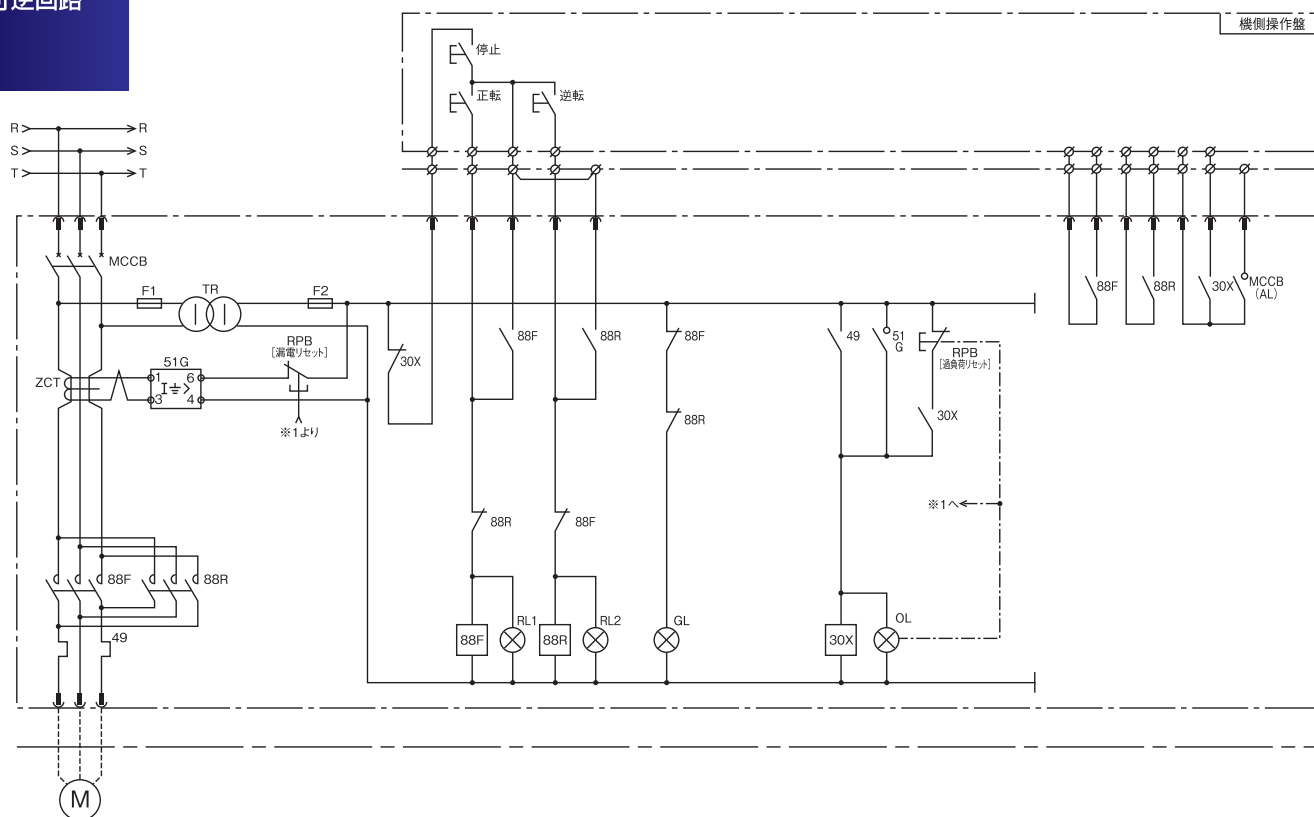 可逆回路
機側操作盤
停止
正転
逆転
R
R
S
S
T
T
MCCB
F1
TR
F2
RPB
[漏電リセット]
51G
ZCT
1
6
3
4
※1より
30X
88F
88R
88F
49
51
G
RPB
[過負荷リセット]
88F
88R
30X
MCCB
(AL)
88R
30X
※1へ
88R
88F
88F
88R
49
RL1
RL2
GL
OL
88F
88R
30X
M